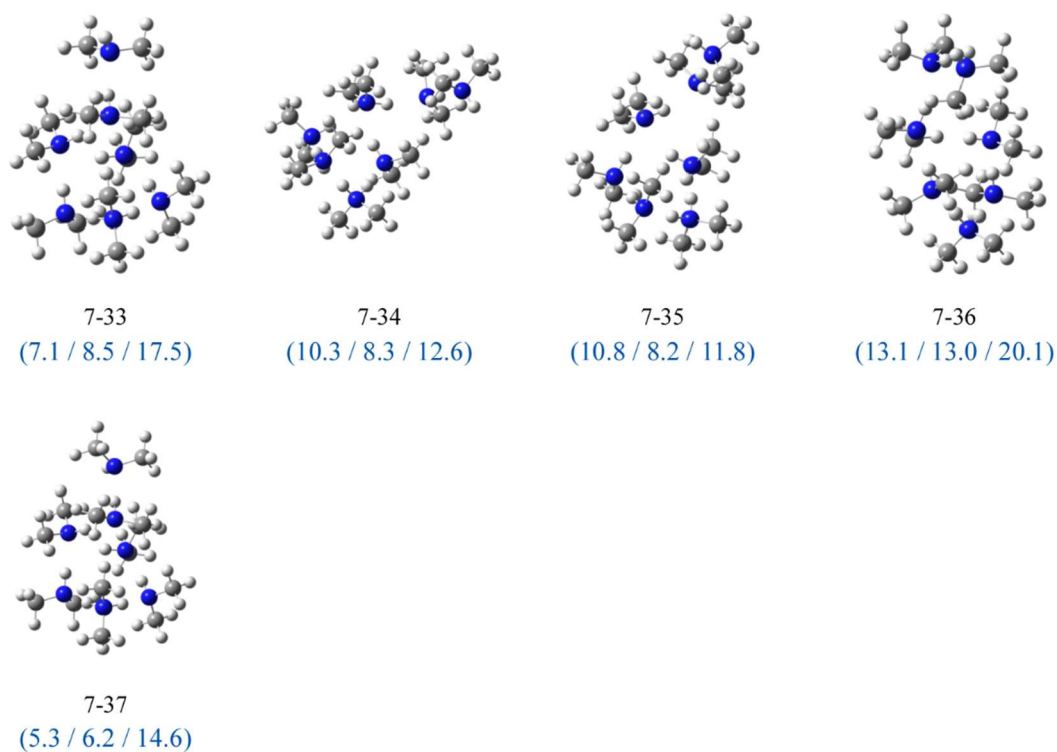 7-33
(7.1 / 8.5 / 17.5)
7-34
(10.3 / 8.3 / 12.6)
7-35
(10.8 / 8.2 / 11.8)
7-36
(13.1 / 13.0 / 20.1)
7-37
(5.3 / 6.2 / 14.6)